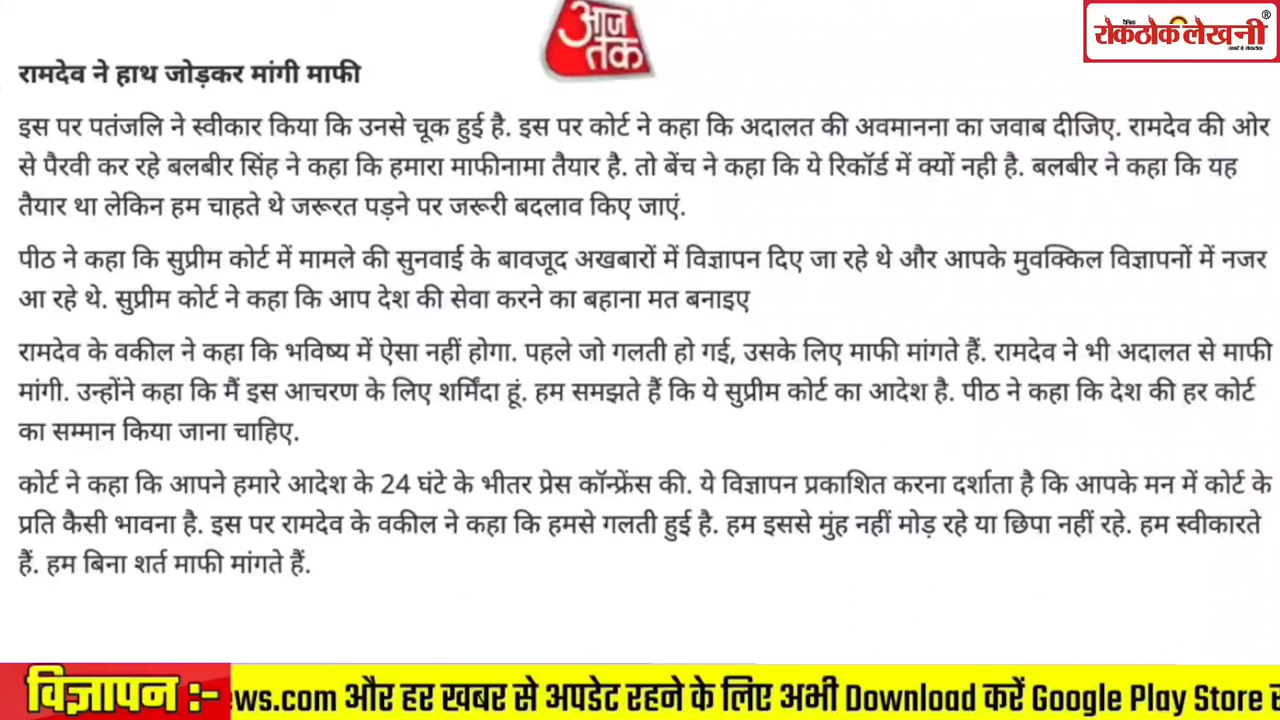 आज
तक
दैनिक
रोकठोक लेखनी
®
रामदेव ने हाथ जोड़कर मांगी माफी
इस पर पतंजलि ने स्वीकार किया कि उनसे चूक हुई है. इस पर कोर्ट ने कहा कि अदालत की अवमानना का जवाब दीजिए. रामदेव की ओर
से पैरवी कर रहे बलबीर सिंह ने कहा कि हमारा माफीनामा तैयार है. तो बेंच ने कहा कि ये रिकॉर्ड में क्यों नही है. बलबीर ने कहा कि यह
तैयार था लेकिन हम चाहते थे जरूरत पड़ने पर जरूरी बदलाव किए जाएं.
पीठ ने कहा कि सुप्रीम कोर्ट में मामले की सुनवाई के बावजूद अखबारों में विज्ञापन दिए जा रहे थे और आपके मुवक्किल विज्ञापनों में नजर
आ रहे थे. सुप्रीम कोर्ट ने कहा कि आप देश की सेवा करने का बहाना मत बनाइए
रामदेव के वकील ने कहा कि भविष्य में ऐसा नहीं होगा. पहले जो गलती हो गई, उसके लिए माफी मांगते हैं. रामदेव ने भी अदालत से माफी
मांगी. उन्होंने कहा कि मैं इस आचरण के लिए शर्मिंदा हूं. हम समझते हैं कि ये सुप्रीम कोर्ट का आदेश है. पीठ ने कहा कि देश की हर कोर्ट
का सम्मान किया जाना चाहिए.
कोर्ट ने कहा कि आपने हमारे आदेश के 24 घंटे के भीतर प्रेस कॉन्फ्रेंस की. ये विज्ञापन प्रकाशित करना दर्शाता है कि आपके मन में कोर्ट के
प्रति कैसी भावना है. इस पर रामदेव के वकील ने कहा कि हमसे गलती हुई है. हम इससे मुंह नहीं मोड़ रहे या छिपा नहीं रहे. हम स्वीकारते
हैं. हम बिना शर्त माफी मांगते हैं.
विज्ञापन :- ews.com और हर खबर से अपडेट रहने के लिए अभी Download करें Google Play Store